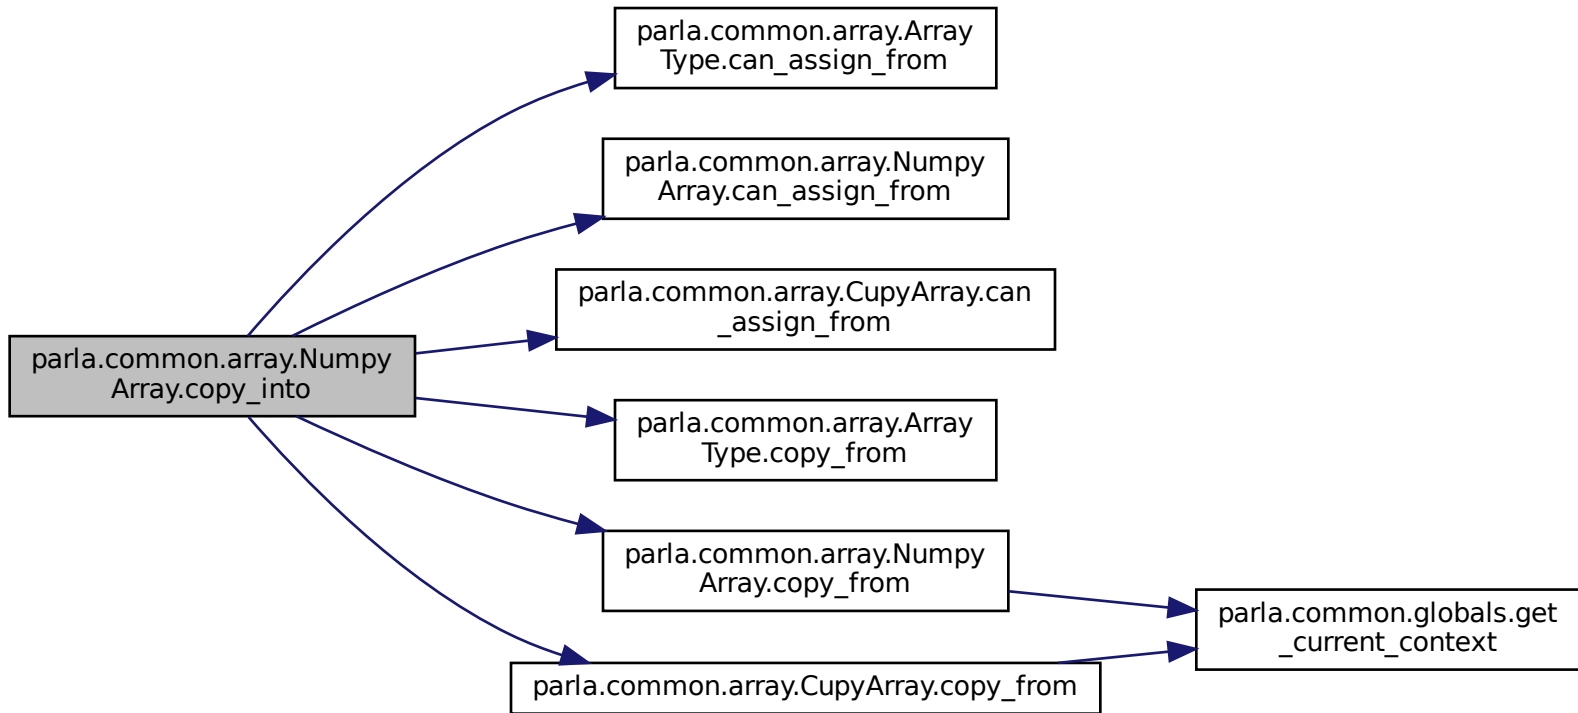 parla.common.array.Array
Type.can_assign_from
parla.common.array.Numpy
Array.can_assign_from
parla.common.array.CupyArray.can
_assign_from
parla.common.array.Numpy
Array.copy_into
parla.common.array.Array
Type.copy_from
parla.common.array.Numpy
Array.copy_from
parla.common.globals.get
_current_context
parla.common.array.CupyArray.copy_from